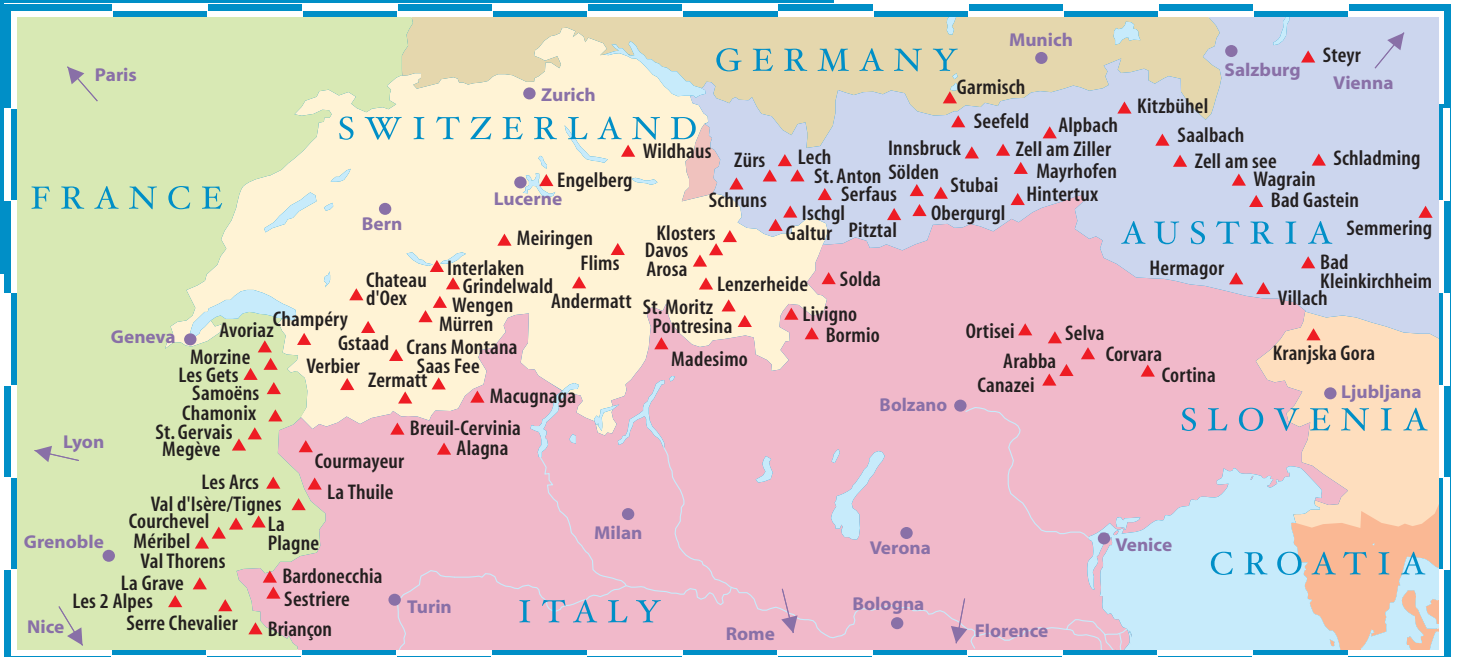 GERMANY
Munich
Salzburg
Steyr
Vienna
Paris
Zurich
Garmisch
Kitzbühel
SWITZERLAND
Seefeld
Alpbach
Saalbach
Wildhaus
Zürs
Lech
Innsbruck
Zell am Ziller
Zell am see
Schladming
FRANCE
Engelberg
Lucerne
St. Anton
Sölden
Mayrhofen
Wagrain
Schruns
Serfaus
Stubai
Hintertux
Bad Gastein
Bern
Ischgl
Obergurgl
Galtur
Pitztal
AUSTRIA
Semmering
Meiringen
Klosters
Flims
Davos
Arosa
Interlaken
Hermagor
Bad
Kleinkirchheim
Chateau
d'Oex
Grindelwald
Lenzerheide
Solda
Andermatt
Villach
Wengen
St. Moritz
Livigno
Mürren
Pontresina
Bormio
Geneva
Avoriaz
Champéry
Gstaad
Ortisei
Selva
Morzine
Crans Montana
Madesimo
Kranjska Gora
Les Gets
Verbier
Saas Fee
Arabba
Corvara
Samoëns
Zermatt
Canazei
Cortina
Macugnaga
Bolzano
Ljubljana
Chamonix
SLOVENIA
St. Gervais
Breuil-Cervinia
Lyon
Megève
Alagna
Courmayeur
Les Arcs
La Thuile
Val d'Isère/Tignes
Courchevel
La
Plagne
Milan
Grenoble
Méribel
Verona
Venice
Val Thorens
CROATIA
La Grave
Bardonecchia
Les 2 Alpes
Sestriere
Turin
ITALY
Bologna
Nice
Serre Chevalier
Briançon
Rome
Florence